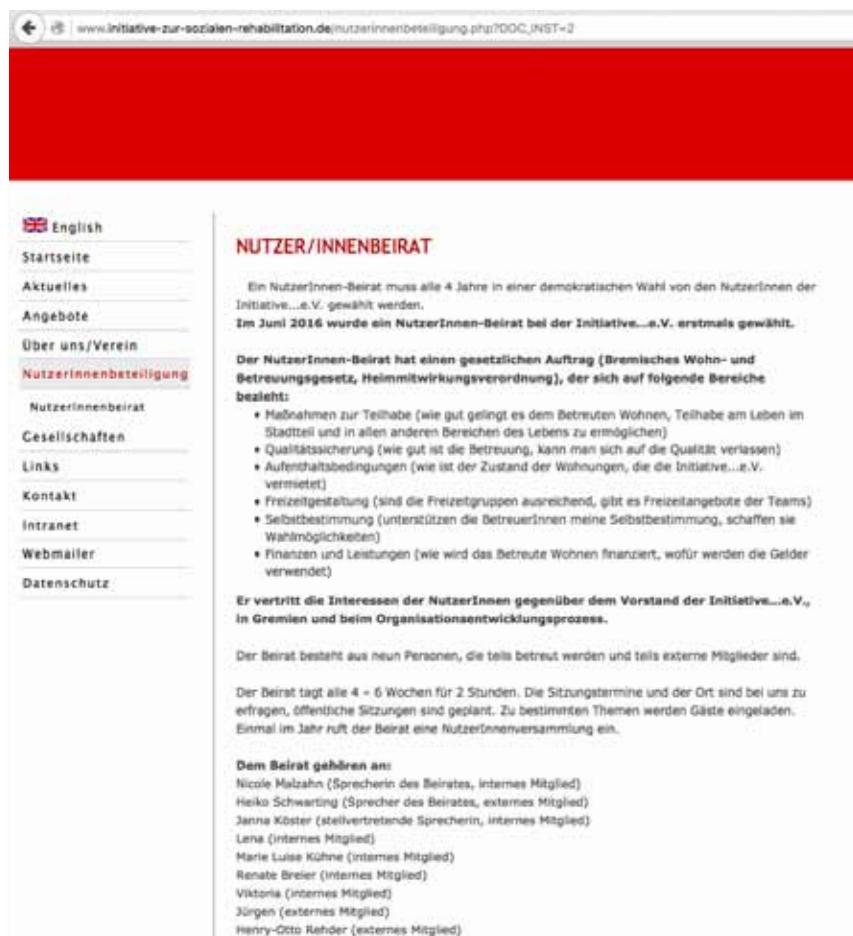 www.initiative-zur-sozialen-rehabilitation.de/nutzerinnenbeteiligung.php?DOC_INST=2
English
Startseite
Aktuelles
Angebote
Über uns/Verein
NutzerInnenbeteiligung
NutzerInnenbeirat
Gesellschaften
Links
Kontakt
Intranet
Webmailer
Datenschutz
NUTZER/INNENBEIRAT
Ein NutzerInnen-Beirat muss alle 4 Jahre in einer demokratischen Wahl von den NutzerInnen der
Initiative...e.V. gewählt werden.
Im Juni 2016 wurde ein NutzerInnen-Beirat bei der Initiative...e.V. erstmals gewählt.
Der NutzerInnen-Beirat hat einen gesetzlichen Auftrag (Bremisches Wohn- und
Betreuungsgesetz, Heimmitwirkungsverordnung), der sich auf folgende Bereiche
bezieht:
• Maßnahmen zur Teilhabe (wie gut gelingt es dem Betreuten Wohnen, Teilhabe am Leben im
Stadtteil und in allen anderen Bereichen des Lebens zu ermöglichen)
• Qualitätssicherung (wie gut ist die Betreuung, kann man sich auf die Qualität verlassen)
• Aufenthaltsbedingungen (wie ist der Zustand der Wohnungen, die die Initiative...e.V.
vermietet)
• Freizeitgestaltung (sind die Freizeitgruppen ausreichend, gibt es Freizeitangebote der Teams)
• Selbstbestimmung (unterstützen die BetreuerInnen meine Selbstbestimmung, schaffen sie
Wahlmöglichkeiten)
• Finanzen und Leistungen (wie wird das Betreute Wohnen finanziert, wofür werden die Gelder
verwendet)
Er vertritt die Interessen der NutzerInnen gegenüber dem Vorstand der Initiative...e.V.,
in Gremien und beim Organisationsentwicklungsprozess.
Der Beirat besteht aus neun Personen, die teils betreut werden und teils externe Mitglieder sind.
Der Beirat tagt alle 4 – 6 Wochen für 2 Stunden. Die Sitzungstermine und der Ort sind bei uns zu
erfragen, öffentliche Sitzungen sind geplant. Zu bestimmten Themen werden Gäste eingeladen.
Einmal im Jahr ruft der Beirat eine NutzerInnenversammlung ein.
Dem Beirat gehören an:
Nicole Malzahn (Sprecherin des Beirates, internes Mitglied)
Heiko Schwarting (Sprecher des Beirates, externes Mitglied)
Janna Köster (stellvertretende Sprecherin, internes Mitglied)
Lena (internes Mitglied)
Marie Luise Kühne (internes Mitglied)
Renate Breier (internes Mitglied)
Viktoria (internes Mitglied)
Jürgen (externes Mitglied)
Henry-Otto Rehder (externes Mitglied)